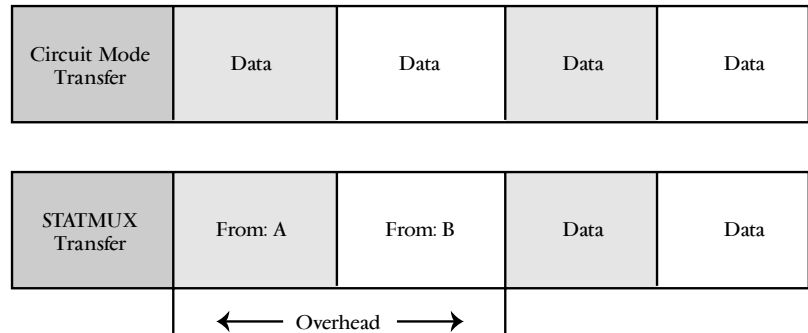 Circuit Mode
Transfer
Data
Data
Data
Data
STATMUX
Transfer
From: A
From: B
Data
Data
Overhead